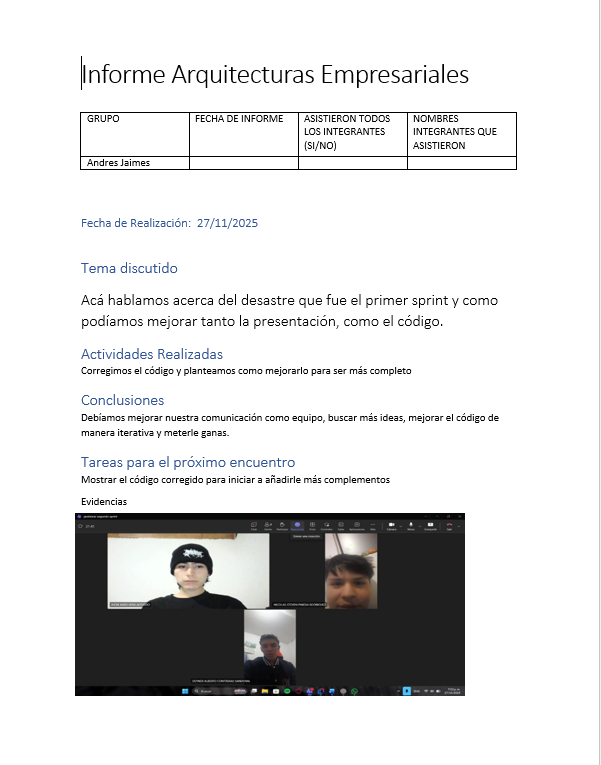 Informe Arquitecturas Empresariales
GRUPO
FECHA DE INFORME
ASISTIERON TODOS
LOS INTEGRANTES
(SI/NO)
NOMBRES
INTEGRANTES QUE
ASISTIERON
Andres Jaimes
Fecha de Realización: 27/11/2025
Tema discutido
Acá hablamos acerca del desastre que fue el primer sprint y como
podíamos mejorar tanto la presentación, como el código.
Actividades Realizadas
Corregimos el código y planteamos como mejorarlo para ser más completo
Conclusiones
Debíamos mejorar nuestra comunicación como equipo, buscar más ideas, mejorar el código de
manera iterativa y meterle ganas.
Tareas para el próximo encuentro
Mostrar el código corregido para iniciar a añadirle más complementos
Evidencias